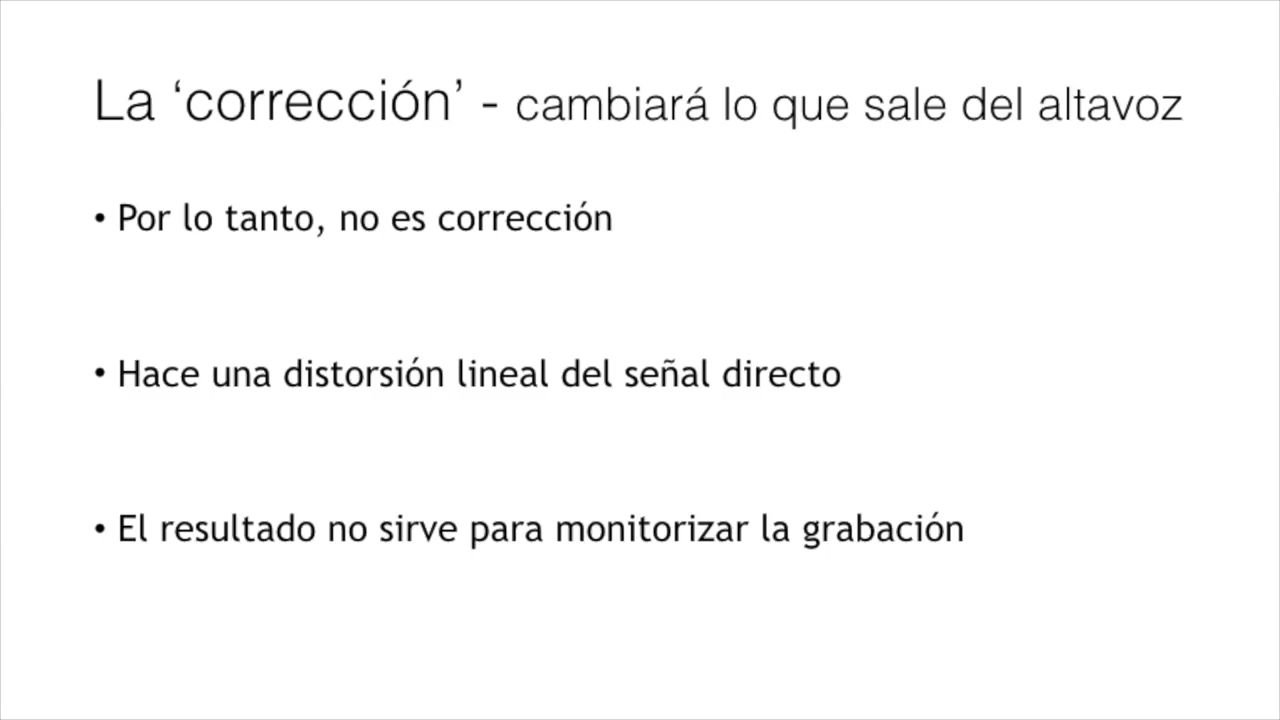 La ‘corrección’ - cambiará lo que sale del altavoz
• Por lo tanto, no es corrección
• Hace una distorsión lineal del señal directo
• El resultado no sirve para monitorizar la grabación